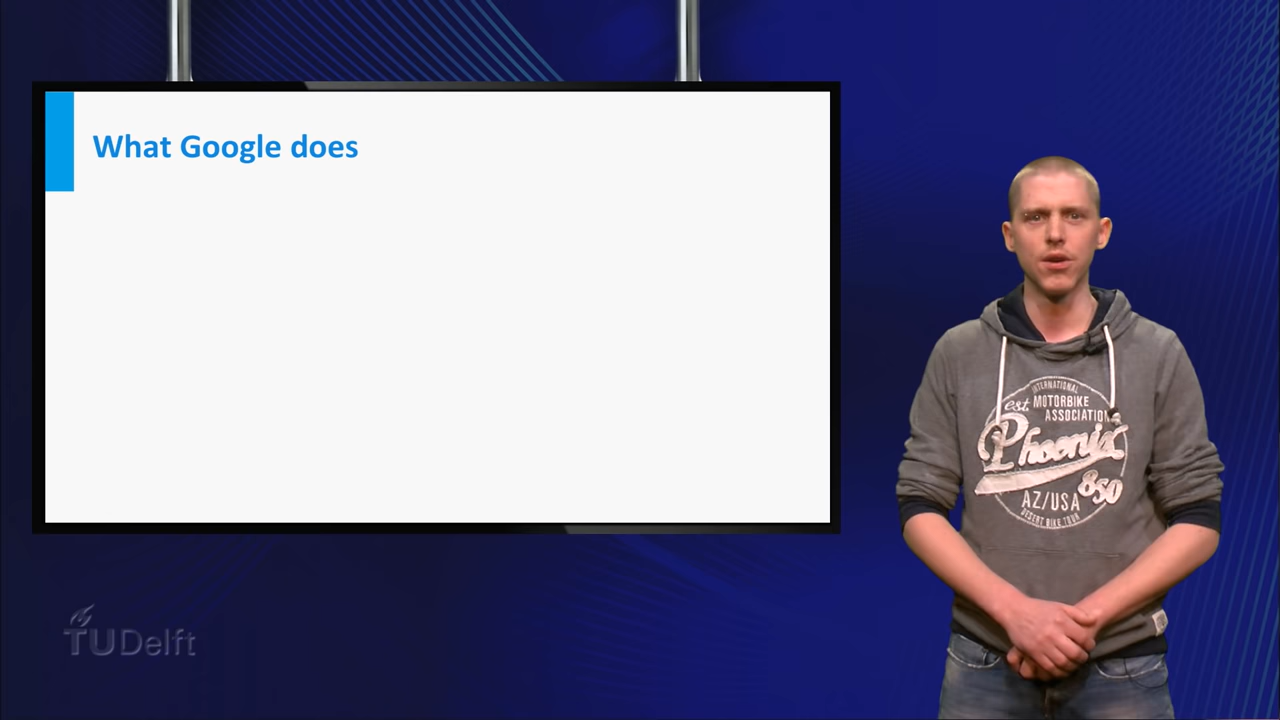 What Google does
INTERNATIONAL
est MOTORBIKE
ASSOCIATION
Phoenix
850
AZ/USA
DESERT BIKE TOUR
TUDelft